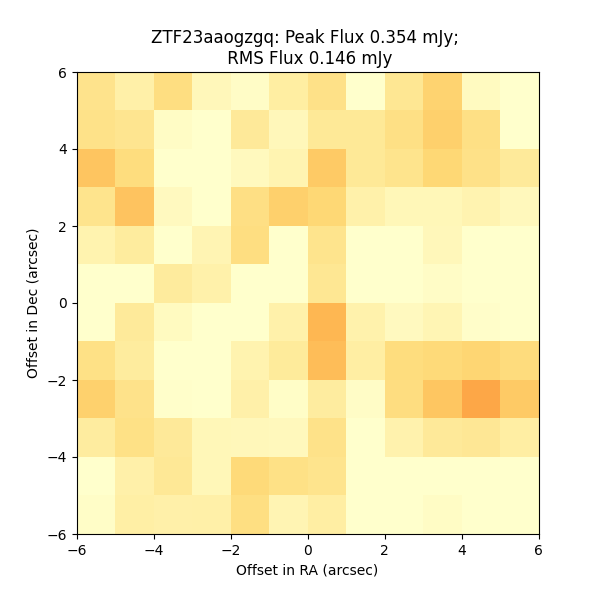 ZTF23aaogzgq: Peak Flux 0.354 mJy;
RMS Flux 0.146 mJy
6
4
2
0
−2
−4
−6
Offset in Dec (arcsec)
−6 −4 −2 0 2 4 6
Offset in RA (arcsec)